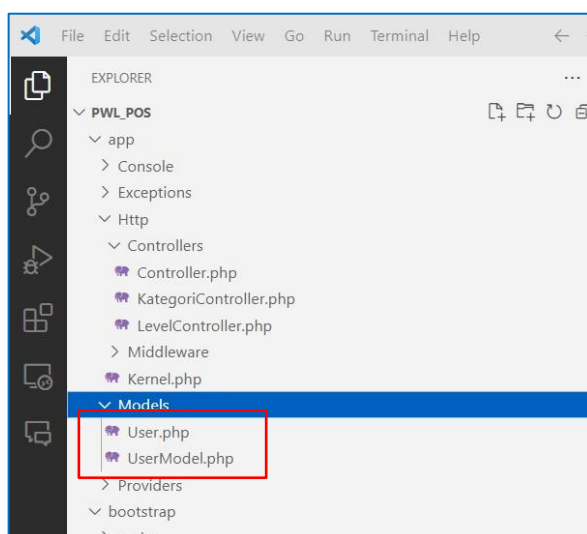 File Edit Selection View Go Run Terminal Help
EXPLORER
PWL_POS
app
Console
Exceptions
Http
Controllers
Controller.php
KategoriController.php
LevelController.php
Middleware
Kernel.php
Models
User.php
UserModel.php
Providers
bootstrap